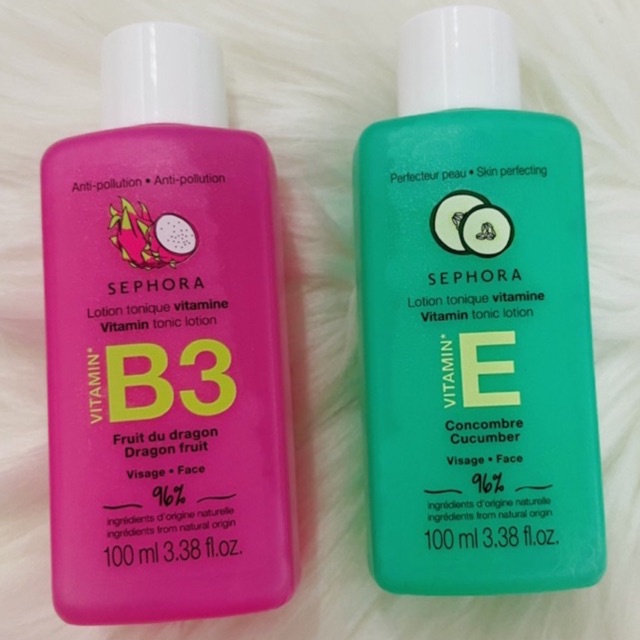 Anti-pollution • Anti-pollution
SEPHORA
Lotion tonique vitamine
Vitamin tonic lotion
VITAMIN*
B3
Fruit du dragon
Dragon fruit
Visage • Face
96%
ingrédients d'origine naturelle
ingredients from natural origin
100 ml 3.38 fl.oz.
Perfecteur peau • Skin perfecting
SEPHORA
Lotion tonique vitamine
Vitamin tonic lotion
VITAMIN*
E
Concombre
Cucumber
Visage • Face
96%
ingrédients d'origine naturelle
ingredients from natural origin
100 ml 3.38 fl.oz.